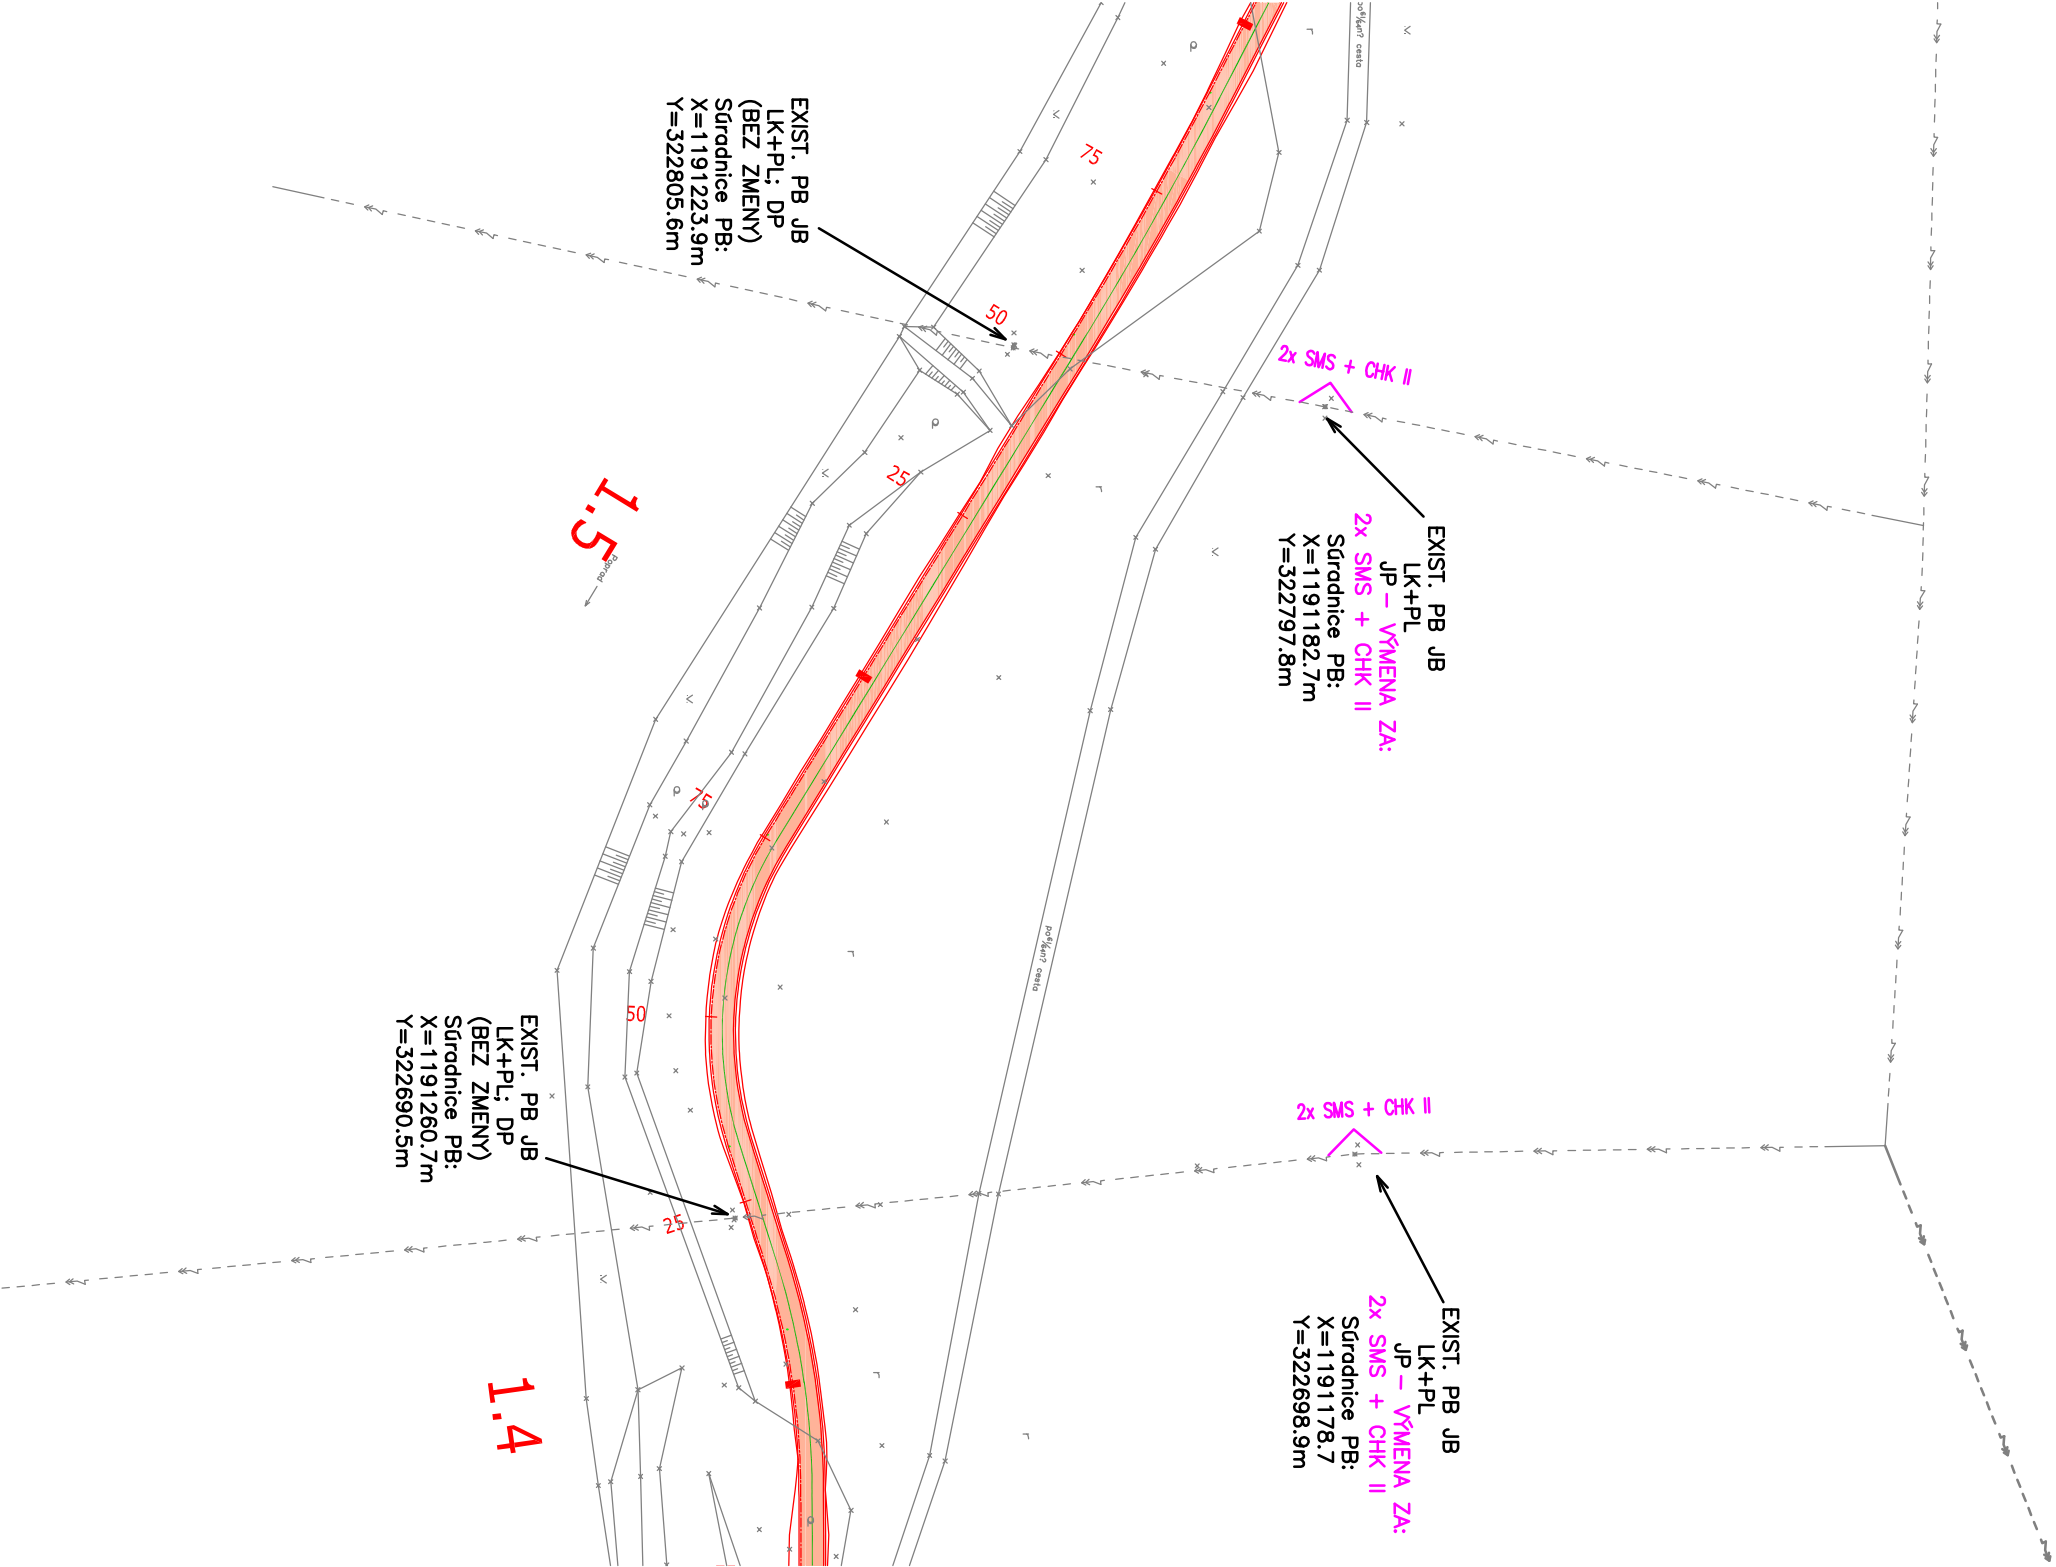 EXIST. PB JB
LK+PL; DP
(BEZ ZMENY)
Súradnice PB:
X=1191223.9m
Y=322805.6m
2x SMS + CHK II
EXIST. PB JB
LK+PL
JP- VÝMENA ZA:
2x SMS + CHK II
Súradnice PB:
X=1191182.7m
Y=322797.8m
75
50
25
1.5
Poprad
75
50
25
1.4
EXIST. PB JB
LK+PL; DP
(BEZ ZMENY)
Súradnice PB:
X=1191260.7m
Y=322690.5m
2x SMS + CHK II
EXIST. PB JB
LK+PL
JP- VÝMENA ZA:
2x SMS + CHK II
Súradnice PB:
X=1191178.7
Y=322698.9m
cesta
cesta